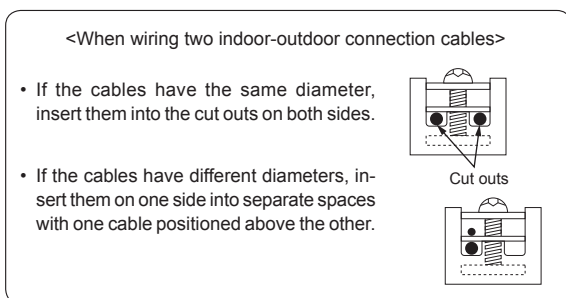 <When wiring two indoor-outdoor connection cables>
• If the cables have the same diameter,
insert them into the cut outs on both sides.
• If the cables have different diameters, in-
sert them on one side into separate spaces
with one cable positioned above the other.
Cut outs